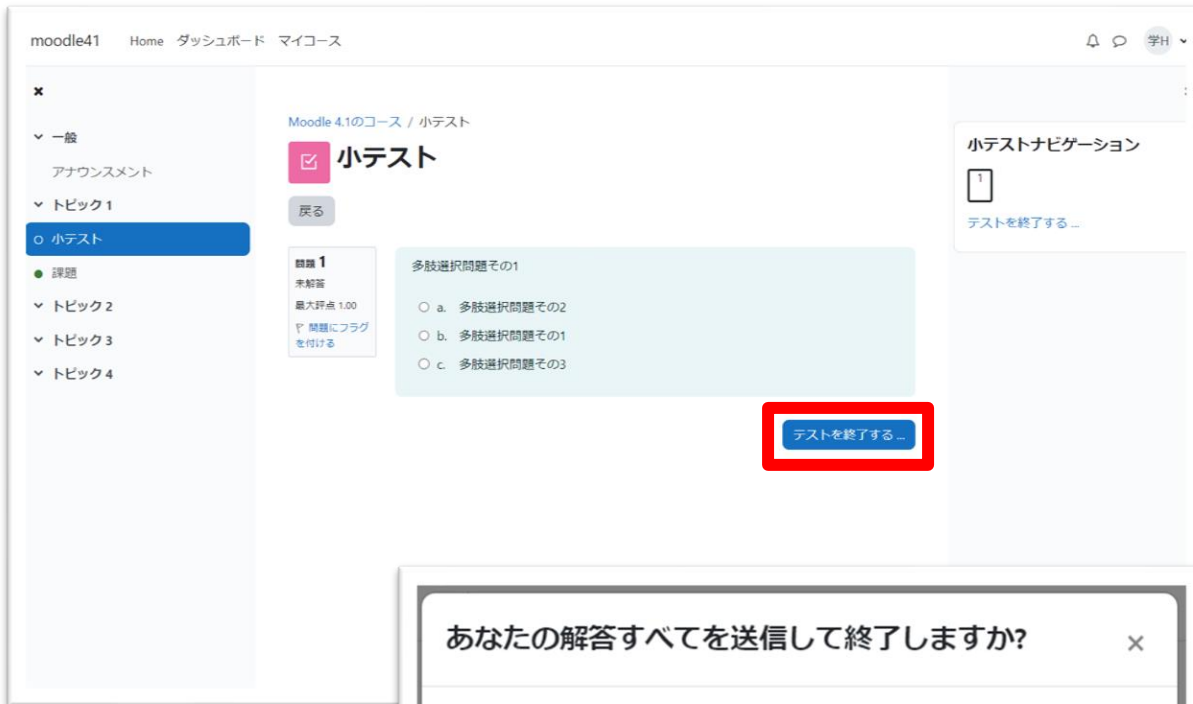 moodle41 Home ダッシュボード マイコース 学H
一般
アナウンスメント
トピック 1
小テスト
課題
トピック 2
トピック 3
トピック 4
Moodle 4.1のコース / 小テスト
小テスト
戻る
問題 1
未解答
最大評点 1.00
問題にフラグ
を付ける
多肢選択問題その1
a. 多肢選択問題その2
b. 多肢選択問題その1
c. 多肢選択問題その3
テストを終了する ...
小テストナビゲーション
1
テストを終了する ...
あなたの解答すべてを送信して終了しますか?